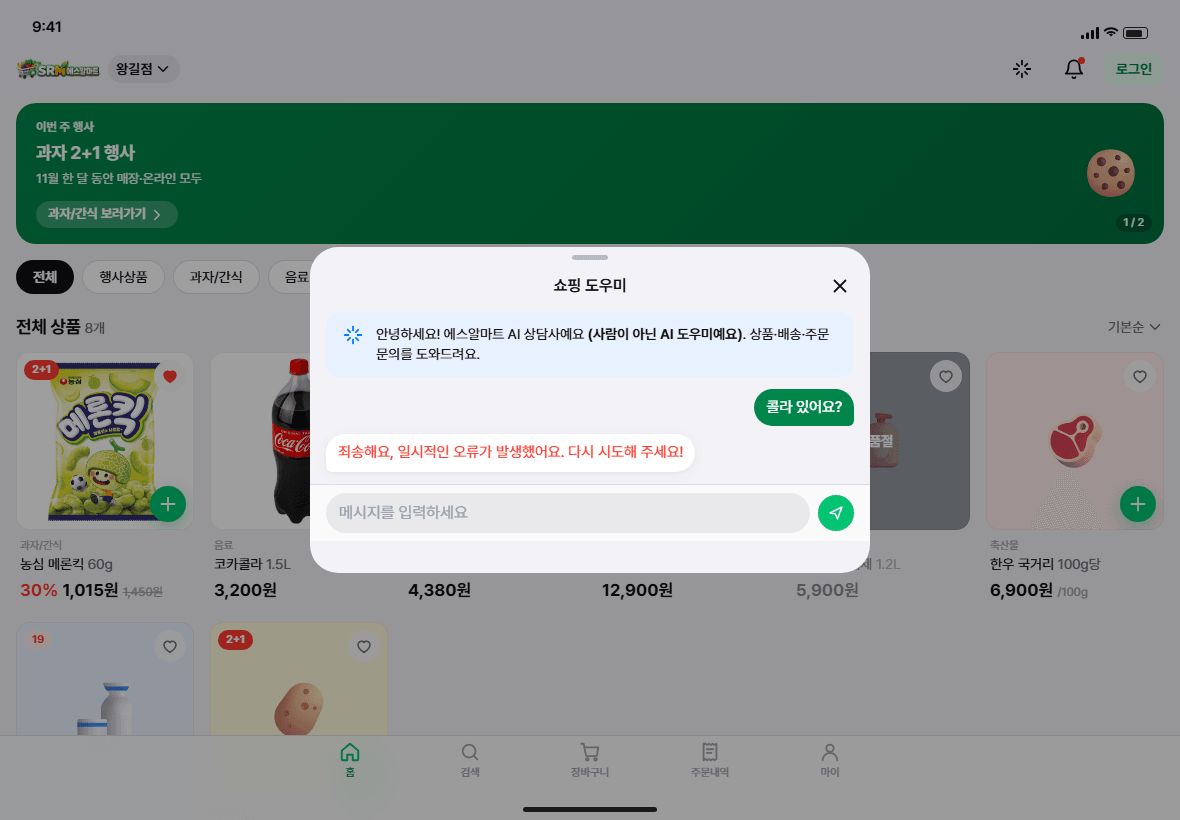 9:41
SRM에스알마트
왕길점
로그인
이번 주 행사
과자 2+1 행사
11월 한 달 동안 매장·온라인 모두
과자/간식 보러가기
1 / 2
전체
행사상품
과자/간식
음료
쇼핑 도우미
안녕하세요! 에스알마트 AI 상담사예요 (사람이 아닌 AI 도우미예요). 상품·배송·주문
문의를 도와드려요.
콜라 있어요?
죄송해요, 일시적인 오류가 발생했어요. 다시 시도해 주세요!
메시지를 입력하세요
전체 상품 8개
기본순
2+1
농심
메론킥
Coca-Cola
품절
과자/간식
농심 메론킥 60g
30% 1,015원 1,450원
음료
코카콜라 1.5L
3,200원
4,380원
12,900원
1.2L
5,900원
축산물
한우 국거리 100g당
6,900원 /100g
19
2+1
홈
검색
장바구니
주문내역
마이